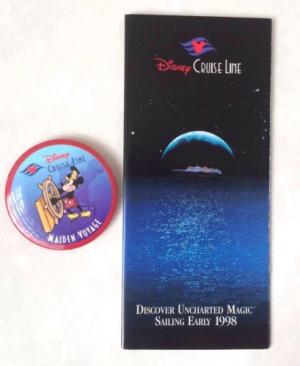 Disney
CRUISE LINE
MAIDEN VOYAGE
Disney CRUISE LINE
DISCOVER UNCHARTED MAGIC
SAILING EARLY 1998